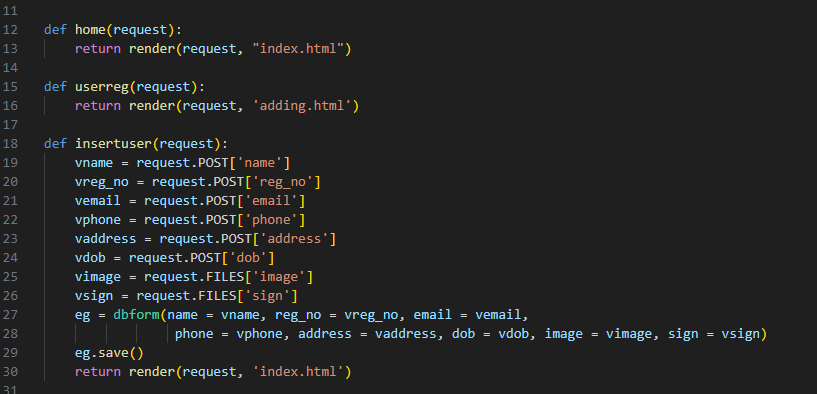 11
12 def home(request):
13     return render(request, "index.html")
14
15 def userreg(request):
16     return render(request, 'adding.html')
17
18 def insertuser(request):
19     vname = request.POST['name']
20     vreg_no = request.POST['reg_no']
21     vemail = request.POST['email']
22     vphone = request.POST['phone']
23     vaddress = request.POST['address']
24     vdob = request.POST['dob']
25     vimage = request.FILES['image']
26     vsign = request.FILES['sign']
27     eg = dbform(name = vname, reg_no = vreg_no, email = vemail,
28                  phone = vphone, address = vaddress, dob = vdob, image = vimage, sign = vsign)
29     eg.save()
30     return render(request, 'index.html')
31